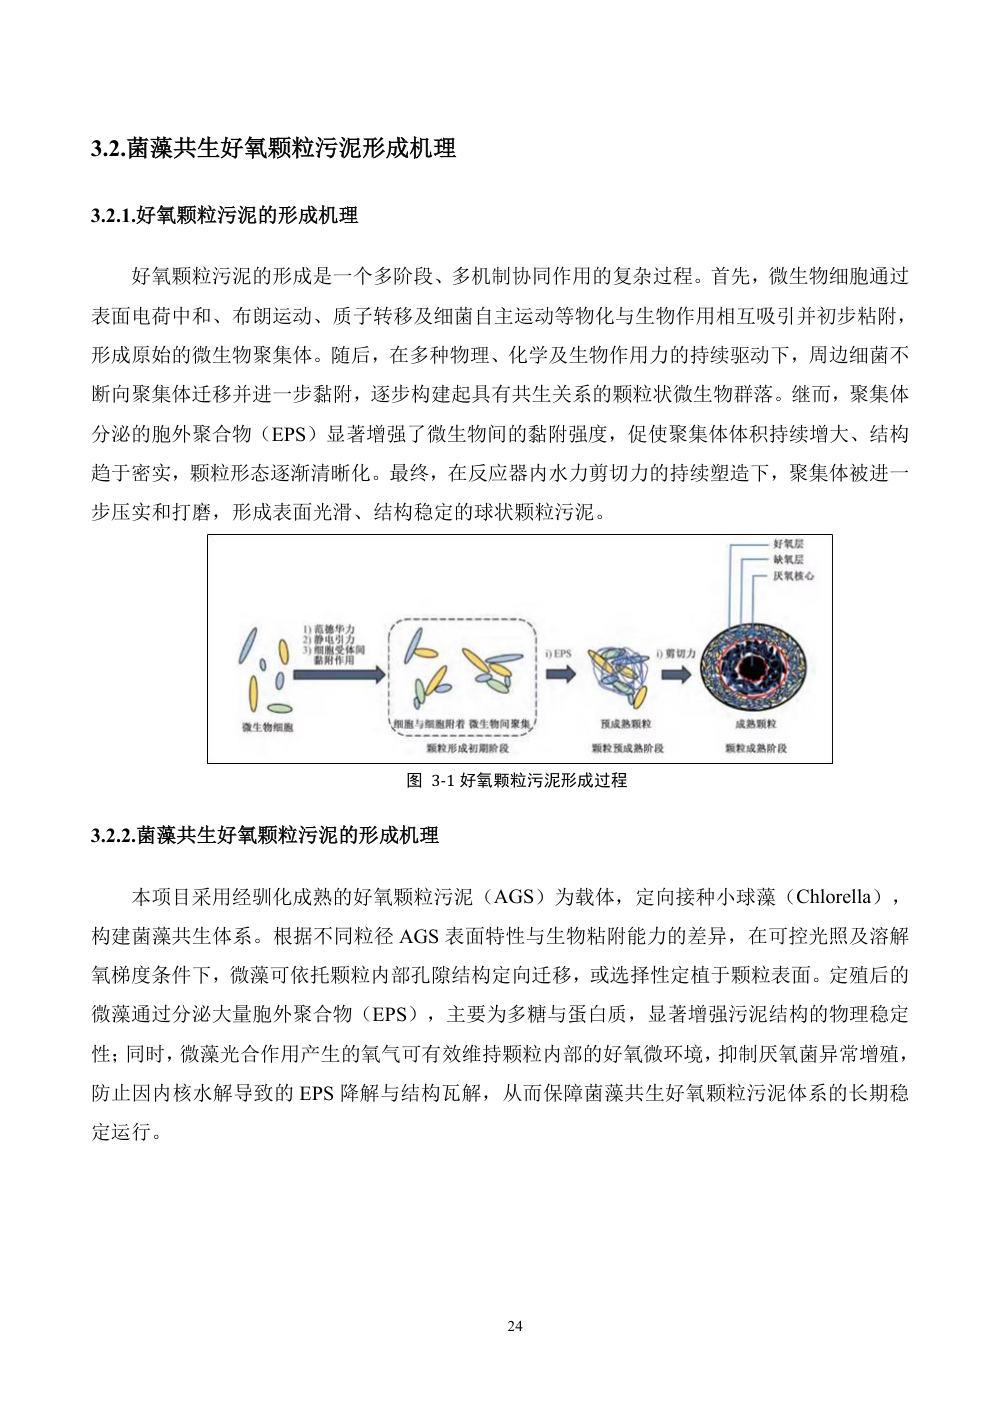 3.2.菌藻共生好氧颗粒污泥形成机理
3.2.1.好氧颗粒污泥的形成机理
好氧颗粒污泥的形成是一个多阶段、多机制协同作用的复杂过程。首先，微生物细胞通过
表面电荷中和、布朗运动、质子转移及细菌自主运动等物化与生物作用相互吸引并初步粘附，
形成原始的微生物聚集体。随后，在多种物理、化学及生物作用力的持续驱动下，周边细菌不
断向聚集体迁移并进一步黏附，逐步构建起具有共生关系的颗粒状微生物群落。继而，聚集体
分泌的胞外聚合物（EPS）显著增强了微生物间的黏附强度，促使聚集体体积持续增大、结构
趋于密实，颗粒形态逐渐清晰化。最终，在反应器内水力剪切力的持续塑造下，聚集体被进一
步压实和打磨，形成表面光滑、结构稳定的球状颗粒污泥。
好氧层
缺氧层
厌氧核心
1) 范德华力
2) 静电引力
3) 细胞受体间
黏附作用
i) EPS
i) 剪切力
微生物细胞
细胞与细胞附着 微生物间聚集
预成熟颗粒
成熟颗粒
颗粒形成初期阶段
颗粒预成熟阶段
颗粒成熟阶段
图 3-1 好氧颗粒污泥形成过程
3.2.2.菌藻共生好氧颗粒污泥的形成机理
本项目采用经驯化成熟的好氧颗粒污泥（AGS）为载体，定向接种小球藻（Chlorella），
构建菌藻共生体系。根据不同粒径 AGS 表面特性与生物粘附能力的差异，在可控光照及溶解
氧梯度条件下，微藻可依托颗粒内部孔隙结构定向迁移，或选择性定植于颗粒表面。定殖后的
微藻通过分泌大量胞外聚合物（EPS），主要为多糖与蛋白质，显著增强污泥结构的物理稳定
性；同时，微藻光合作用产生的氧气可有效维持颗粒内部的好氧微环境，抑制厌氧菌异常增殖，
防止因内核水解导致的 EPS 降解与结构瓦解，从而保障菌藻共生好氧颗粒污泥体系的长期稳
定运行。
24